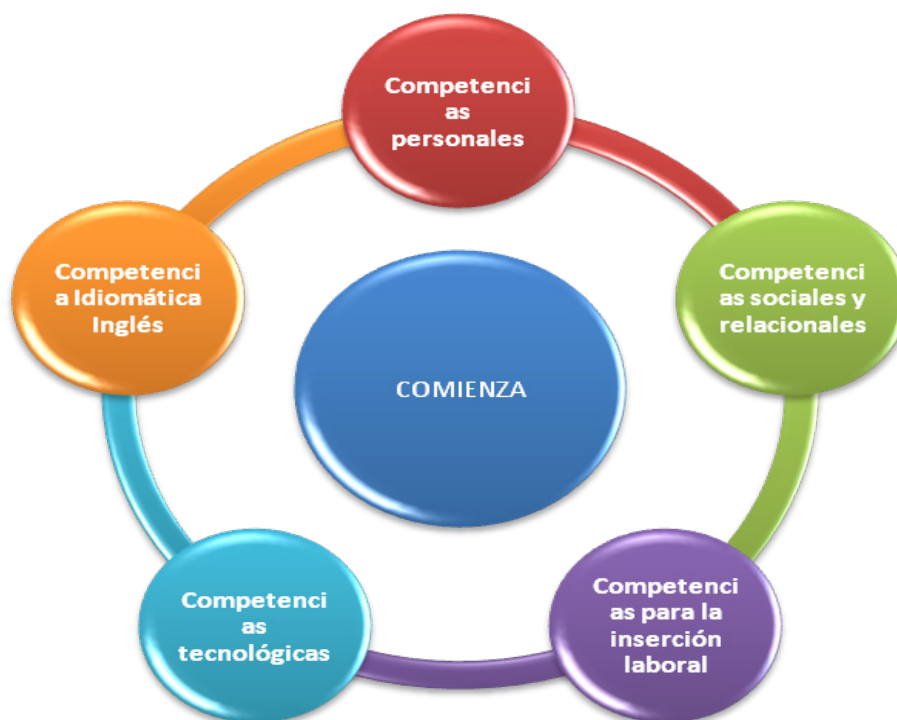 Competenci
as
personales
Competenci
a Idiomática
Inglés
Competenci
as sociales y
relacionales
COMIENZA
Competenci
as
tecnológicas
Competenci
as para la
inserción
laboral